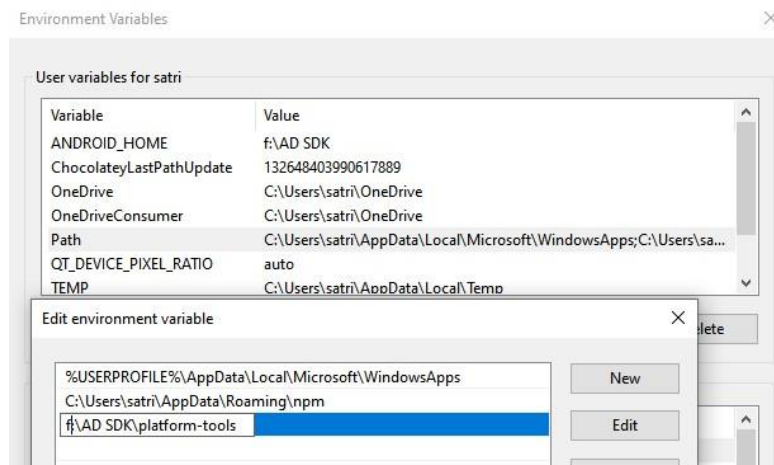 Environment Variables
User variables for satri
Variable Value
ANDROID_HOME f:\AD SDK
ChocolateyLastPathUpdate 132648403990617889
OneDrive C:\Users\satri\OneDrive
OneDriveConsumer C:\Users\satri\OneDrive
Path C:\Users\satri\AppData\Local\Microsoft\WindowsApps;C:\Users\sa...
QT_DEVICE_PIXEL_RATIO auto
TEMP C:\Users\satri\AppData\Local\Temp
Edit environment variable
elete
%USERPROFILE%\AppData\Local\Microsoft\WindowsApps New
C:\Users\satri\AppData\Roaming\npm
f:\AD SDK\platform-tools Edit